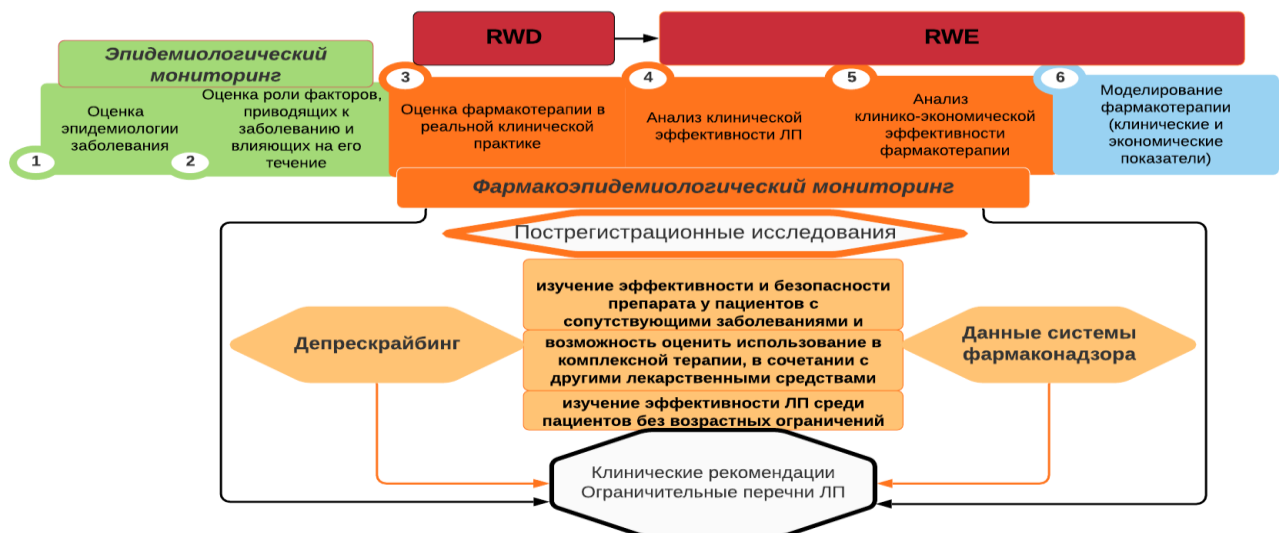 RWD
RWE
Эпидемиологический
мониторинг
1
Оценка
эпидемиологии
заболевания
2
Оценка роли факторов,
приводящих к
заболеванию и
влияющих на его
течение
3
Оценка фармакотерапии в
реальной клинической
практике
4
Анализ клинической
эффективности ЛП
5
Анализ
клинико-экономической
эффективности
фармакотерапии
6
Моделирование
фармакотерапии
(клинические и
экономические
показатели)
Фармакоэпидемиологический мониторинг
Пострегистрационные исследования
изучение эффективности и безопасности
препарата у пациентов с
сопутствующими заболеваниями и
возможность оценить использование в
комплексной терапии, в сочетании с
другими лекарственными средствами
изучение эффективности ЛП среди
пациентов без возрастных ограничений
Депрескрайбинг
Данные системы
фармаконадзора
Клинические рекомендации
Ограничительные перечни ЛП